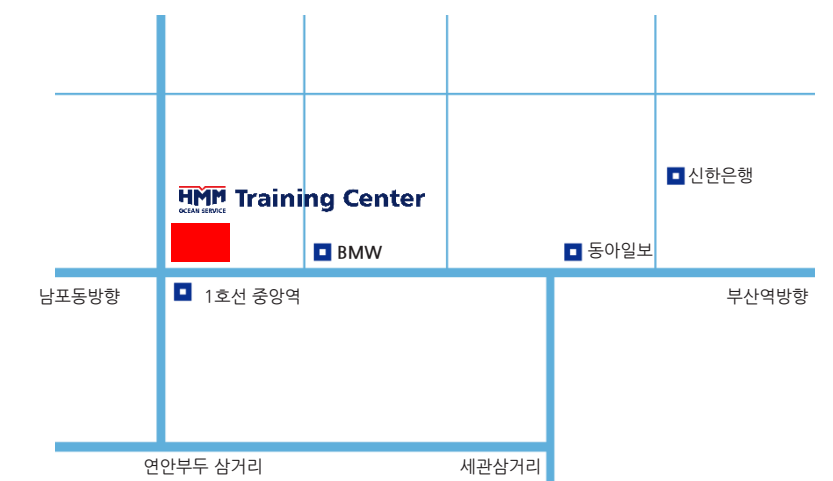 신한은행
HMM Training Center
OCEAN SERVICE
BMW
동아일보
남포동방향
1호선 중앙역
부산역방향
연안부두 삼거리
세관삼거리